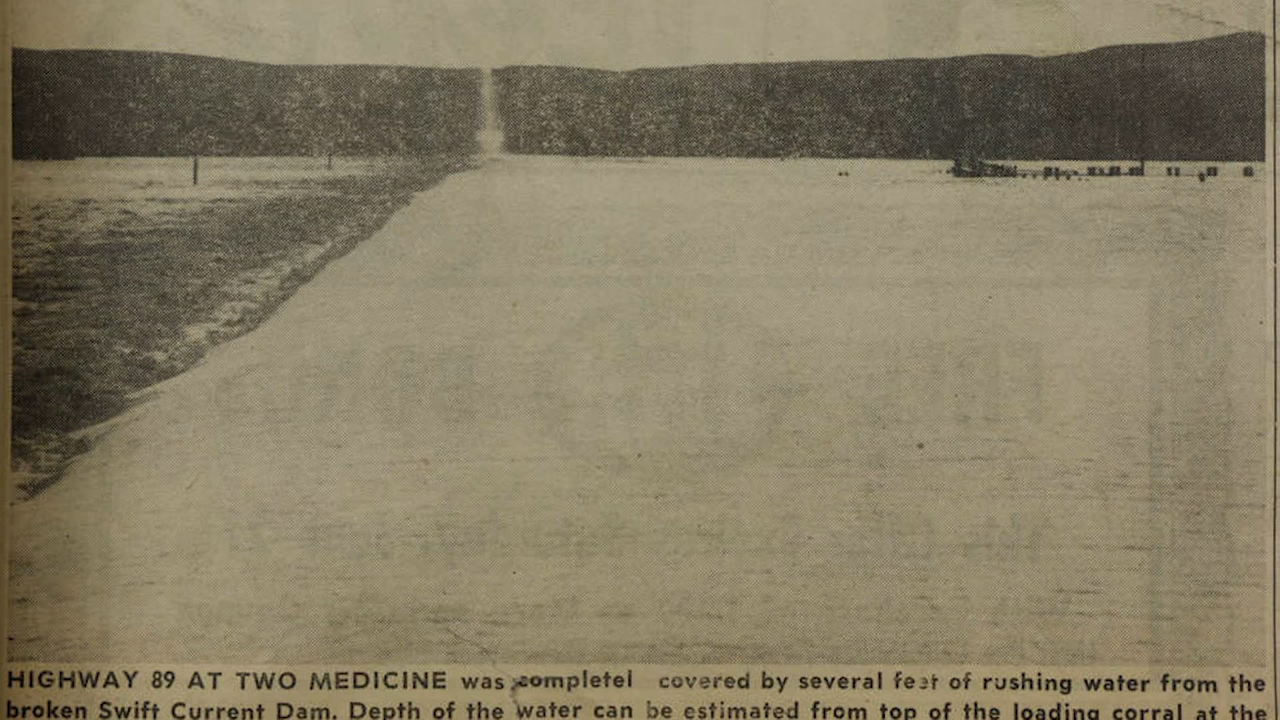 HIGHWAY 89 AT TWO MEDICINE was completel covered by several feet of rushing water from the
broken Swift Current Dam. Depth of the water can be estimated from top of the loading corral at the